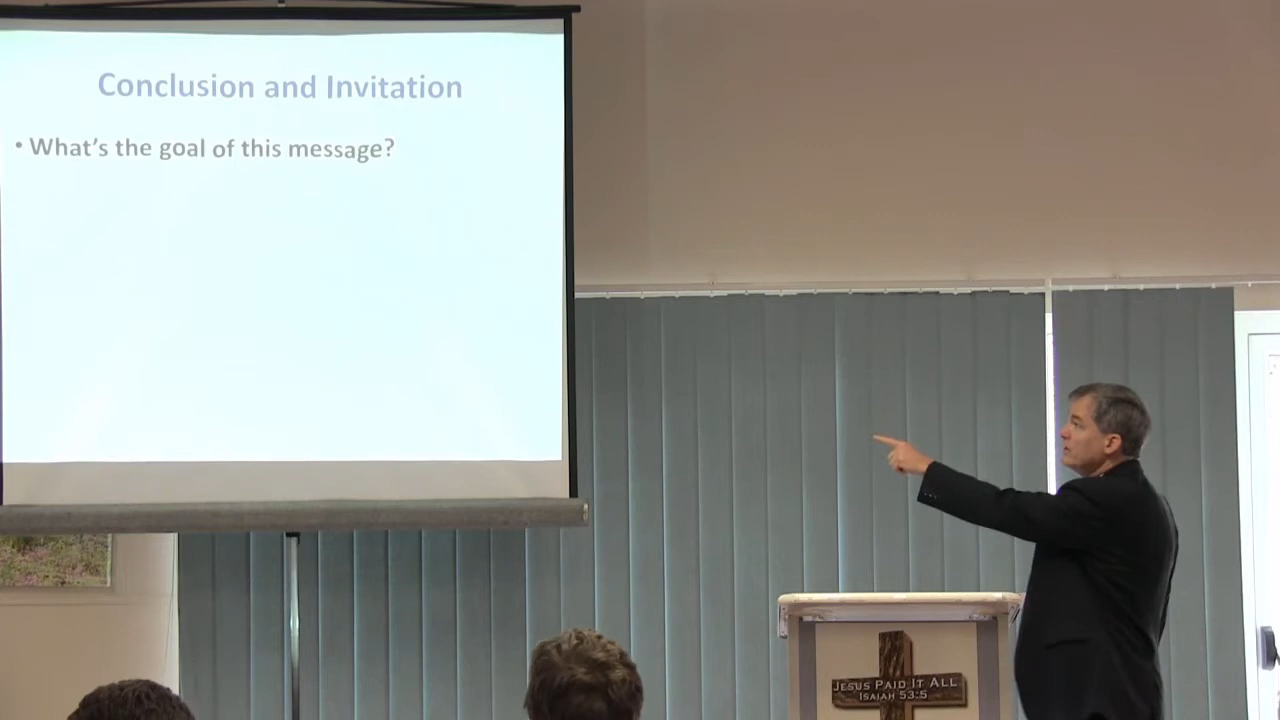 Conclusion and Invitation
• What's the goal of this message?
JESUS PAID IT ALL
ISAIAH 53:5